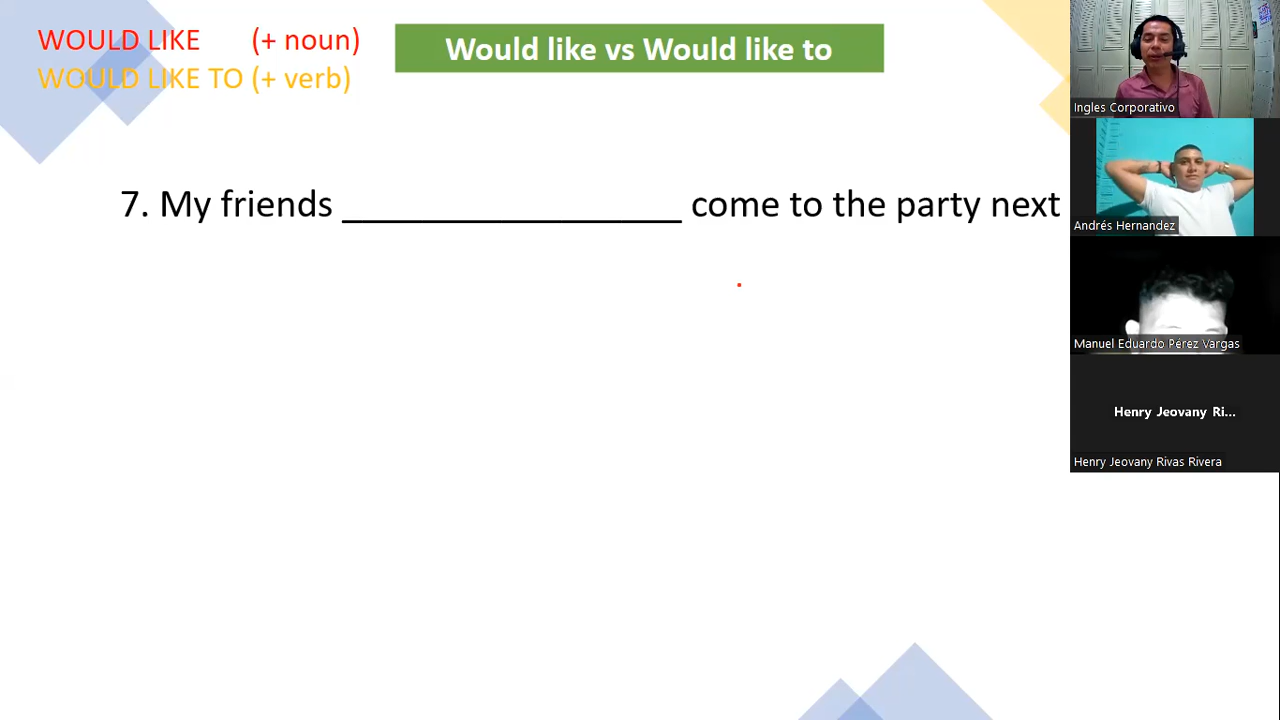 WOULD LIKE (+ noun)
WOULD LIKE TO (+ verb)
Would like vs Would like to
7. My friends _________________ come to the party next
Ingles Corporativo
Andrés Hernandez
Manuel Eduardo Pérez Vargas
Henry Jeovany Ri...
Henry Jeovany Rivas Rivera